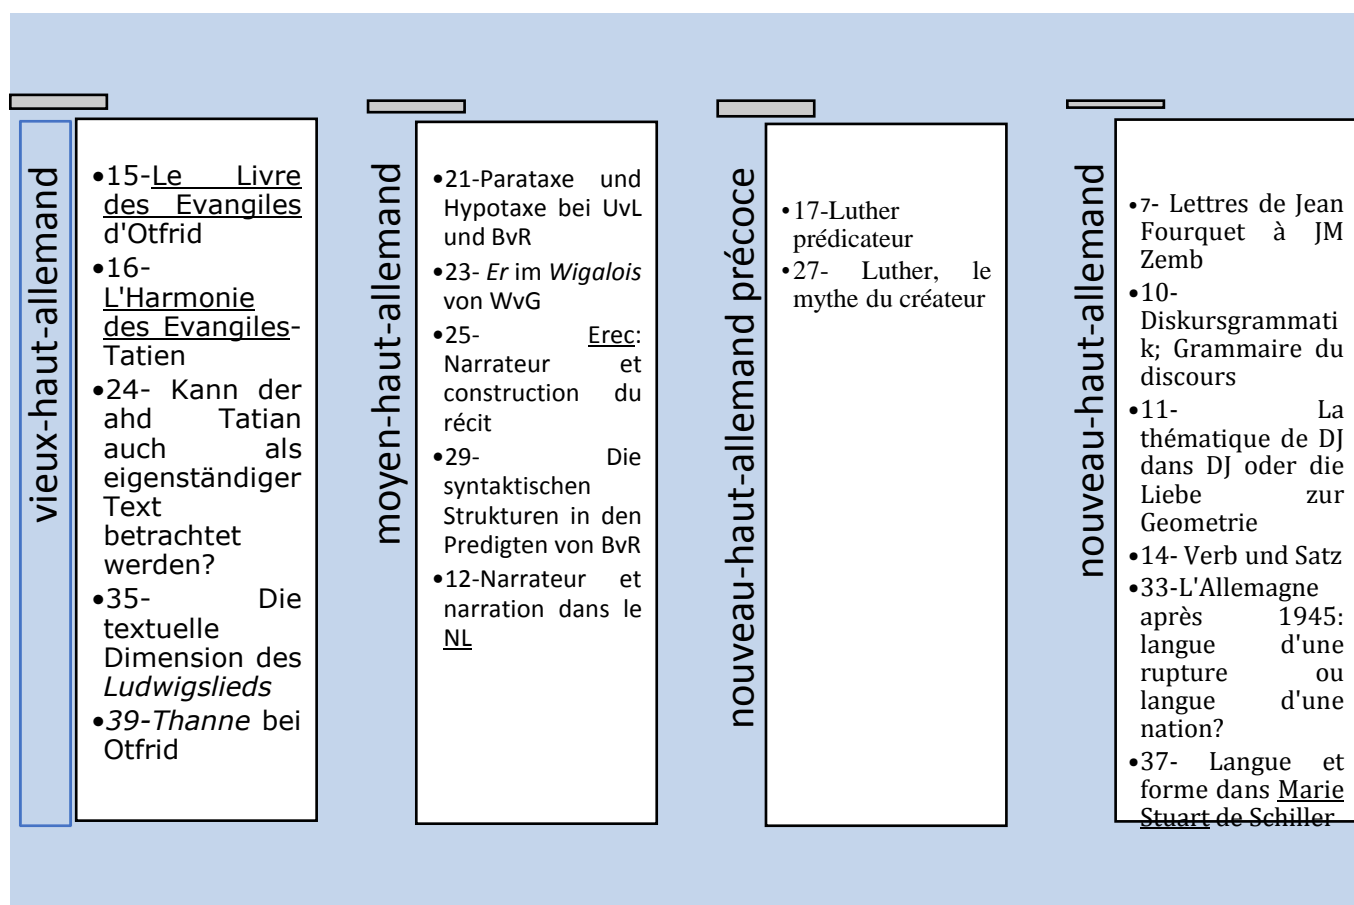 vieux-haut-allemand
•15-Le Livre
des Evangiles
d'Otfrid
•16-
L'Harmonie
des Evangiles-
Tatien
•24- Kann der
ahd Tatian
auch als
eigenständiger
Text
betrachtet
werden?
•35- Die
textuelle
Dimension des
Ludwigslieds
•39-Thanne bei
Otfrid
moyen-haut-allemand
•21-Parataxe und
Hypotaxe bei UvL
und BvR
•23- Er im Wigalois
von WvG
•25- Erec:
Narrateur et
construction du
récit
•29- Die
syntaktischen
Strukturen in den
Predigten von BvR
•12-Narrateur et
narration dans le
NL
nouveau-haut-allemand précoce
•17-Luther
prédicateur
•27- Luther, le
mythe du créateur
nouveau-haut-allemand
•7- Lettres de Jean
Fourquet à JM
Zemb
•10-
Diskursgrammati
k; Grammaire du
discours
•11- La
thématique de DJ
dans DJ oder die
Liebe zur
Geometrie
•14- Verb und Satz
•33-L'Allemagne
après 1945:
langue d'une
rupture ou
langue d'une
nation?
•37- Langue et
forme dans Marie
Stuart de Schiller